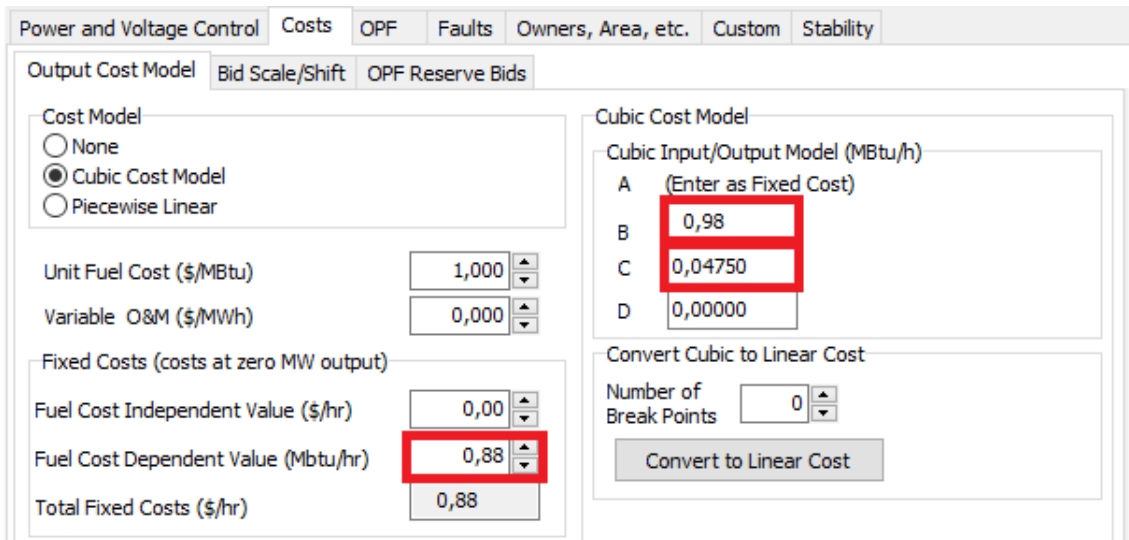 Power and Voltage Control Costs OPF Faults Owners, Area, etc. Custom Stability
Output Cost Model Bid Scale/Shift OPF Reserve Bids
Cost Model
None
Cubic Cost Model
Piecewise Linear
Unit Fuel Cost ($/MBtu) 1,000
Variable O&M ($/MWh) 0,000
Fixed Costs (costs at zero MW output)
Fuel Cost Independent Value ($/hr) 0,00
Fuel Cost Dependent Value (Mbtu/hr) 0,88
Total Fixed Costs ($/hr) 0,88
Cubic Cost Model
Cubic Input/Output Model (MBtu/h)
A (Enter as Fixed Cost)
B 0,98
C 0,04750
D 0,00000
Convert Cubic to Linear Cost
Number of
Break Points 0
Convert to Linear Cost